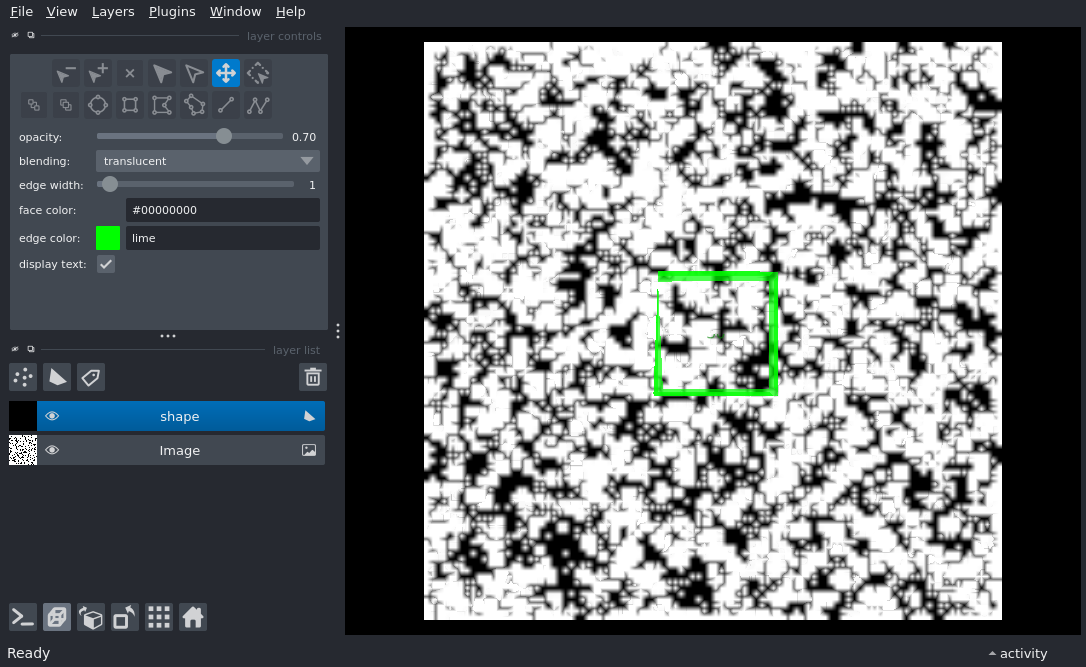 File View Layers Plugins Window Help
layer controls
opacity: 0.70
blending: translucent
edge width: 1
face color: #00000000
edge color: lime
display text:
layer list
shape
Image
Ready
activity